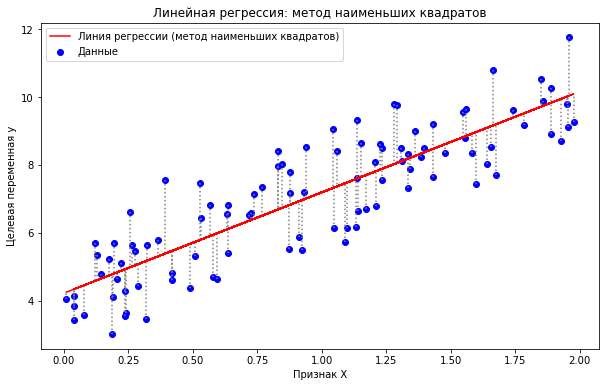 Линейная регрессия: метод наименьших квадратов
Линия регрессии (метод наименьших квадратов)
Данные
Целевая переменная y
12
10
8
6
4
0.00 0.25 0.50 0.75 1.00 1.25 1.50 1.75 2.00
Признак X